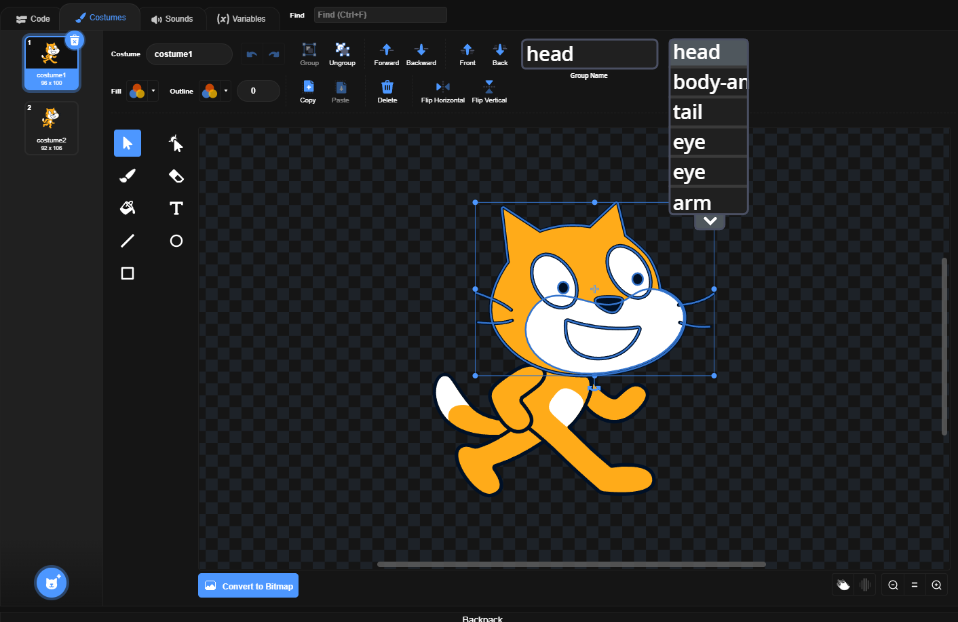 Code
Costumes
Sounds
(x) Variables
Find
Find (Ctrl+F)
1
costume1
96 x 100
2
costume2
92 x 106
Costume
costume1
Group
Ungroup
Forward
Backward
Front
Back
head
Group Name
Fill
Outline
0
Copy
Paste
Delete
Flip Horizontal
Flip Vertical
head
body-an
tail
eye
eye
arm
T
Convert to Bitmap
Backpack